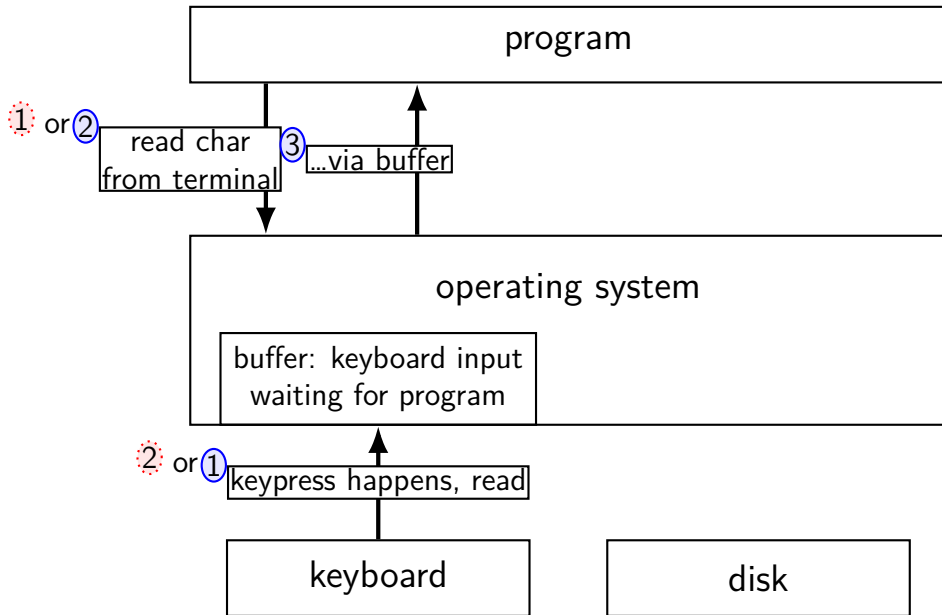 program
1 or 2
read char
from terminal
3
...via buffer
operating system
buffer: keyboard input
waiting for program
2 or 1
keypress happens, read
keyboard
disk